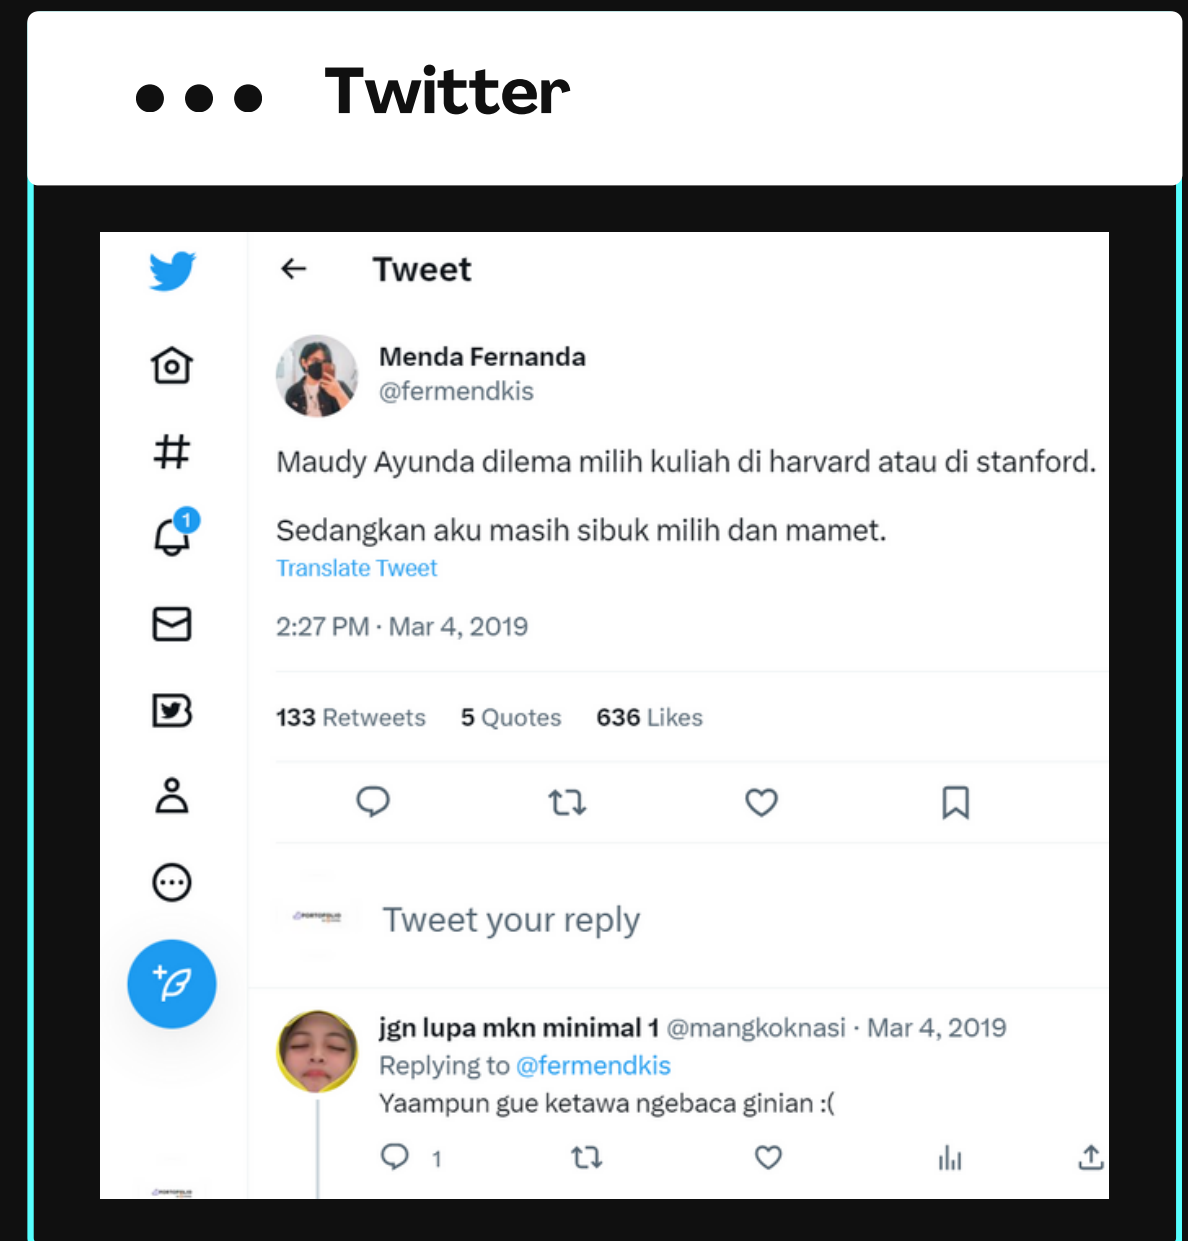 Twitter
Tweet
Menda Fernanda
@fermendkis
Maudy Ayunda dilema milih kuliah di harvard atau di stanford.
Sedangkan aku masih sibuk milih dan mamet.
Translate Tweet
1
2:27 PM · Mar 4, 2019
133 Retweets 5 Quotes 636 Likes
PORTOFOLIO
Tweet your reply
jgn lupa mkn minimal 1 @mangkoknasi · Mar 4, 2019
Replying to @fermendkis
Yaampun gue ketawa ngebaca ginian :(
1
PORTOFOLIO